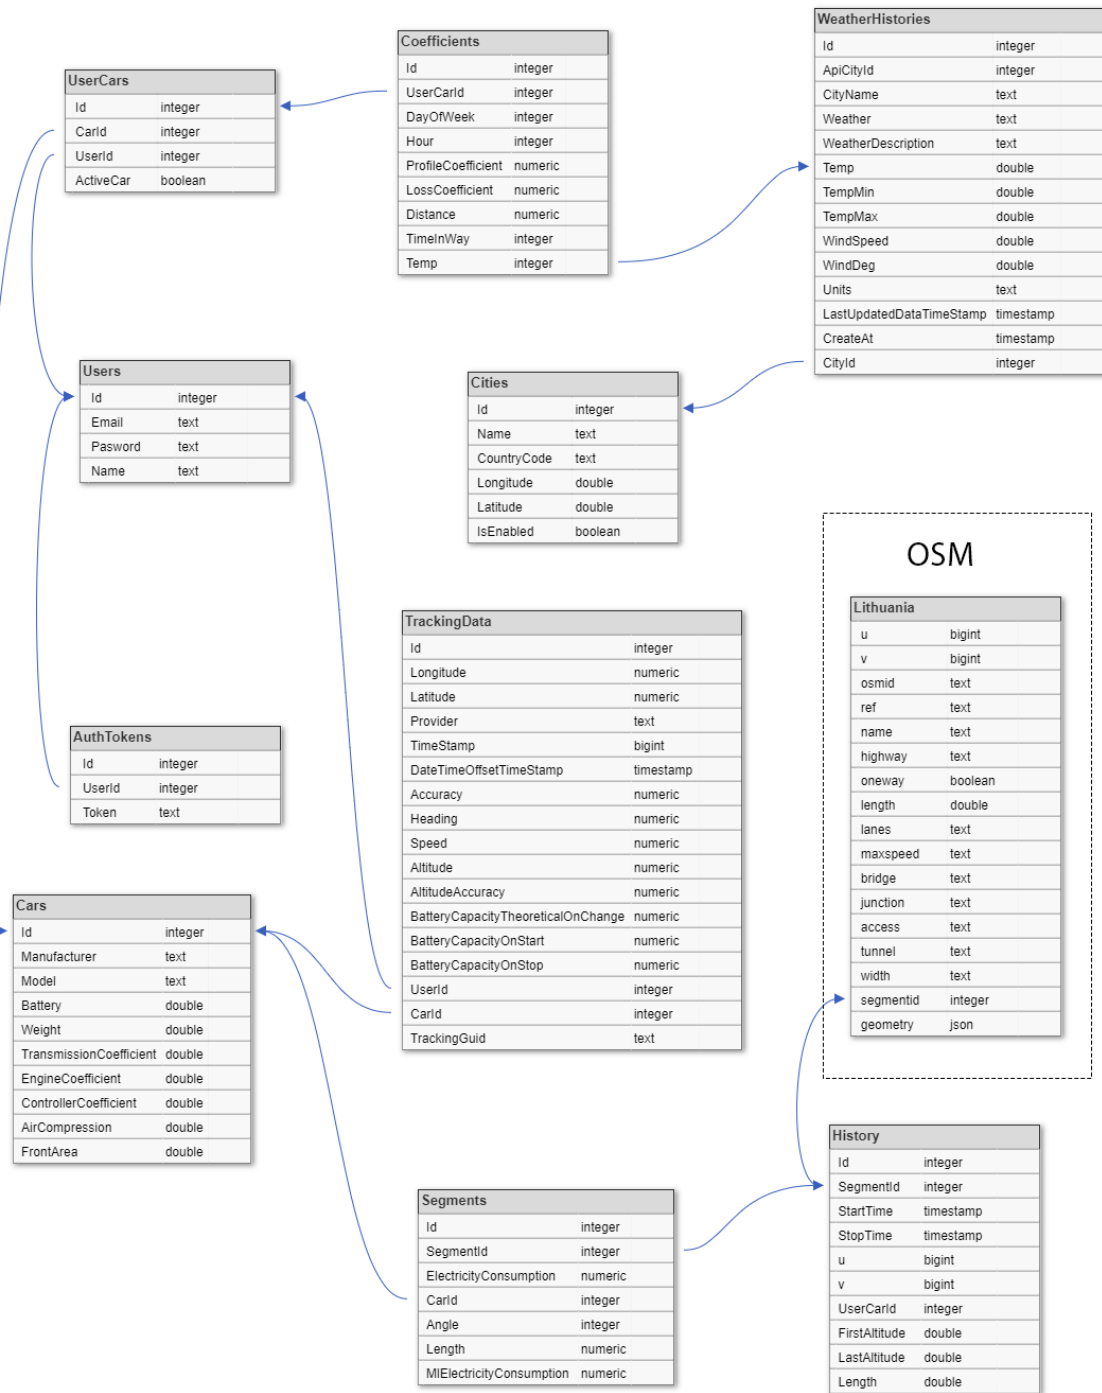 UserCars
Id integer
CarId integer
UserId integer
ActiveCar boolean
Coefficients
Id integer
UserCarId integer
DayOfWeek integer
Hour integer
ProfileCoefficient numeric
LossCoefficient numeric
Distance numeric
TimeInWay integer
Temp integer
WeatherHistories
Id integer
ApiCityId integer
CityName text
Weather text
WeatherDescription text
Temp double
TempMin double
TempMax double
WindSpeed double
WindDeg double
Units text
LastUpdatedDataTimeStamp timestamp
CreateAt timestamp
CityId integer
Users
Id integer
Email text
Pasword text
Name text
Cities
Id integer
Name text
CountryCode text
Longitude double
Latitude double
IsEnabled boolean
OSM
Lithuania
u bigint
v bigint
osmid text
ref text
name text
highway text
oneway boolean
length double
lanes text
maxspeed text
bridge text
junction text
access text
tunnel text
width text
segmentid integer
geometry json
TrackingData
Id integer
Longitude numeric
Latitude numeric
Provider text
TimeStamp bigint
DateTimeOffsetTimeStamp timestamp
Accuracy numeric
Heading numeric
Speed numeric
Altitude numeric
AltitudeAccuracy numeric
BatteryCapacityTheoreticalOnChange numeric
BatteryCapacityOnStart numeric
BatteryCapacityOnStop numeric
UserId integer
CarId integer
TrackingGuid text
AuthTokens
Id integer
UserId integer
Token text
Cars
Id integer
Manufacturer text
Model text
Battery double
Weight double
TransmissionCoefficient double
EngineCoefficient double
ControllerCoefficient double
AirCompression double
FrontArea double
Segments
Id integer
SegmentId integer
ElectricityConsumption numeric
CarId integer
Angle integer
Length numeric
MIElectricityConsumption numeric
History
Id integer
SegmentId integer
StartTime timestamp
StopTime timestamp
u bigint
v bigint
UserCarId integer
FirstAltitude double
LastAltitude double
Length double